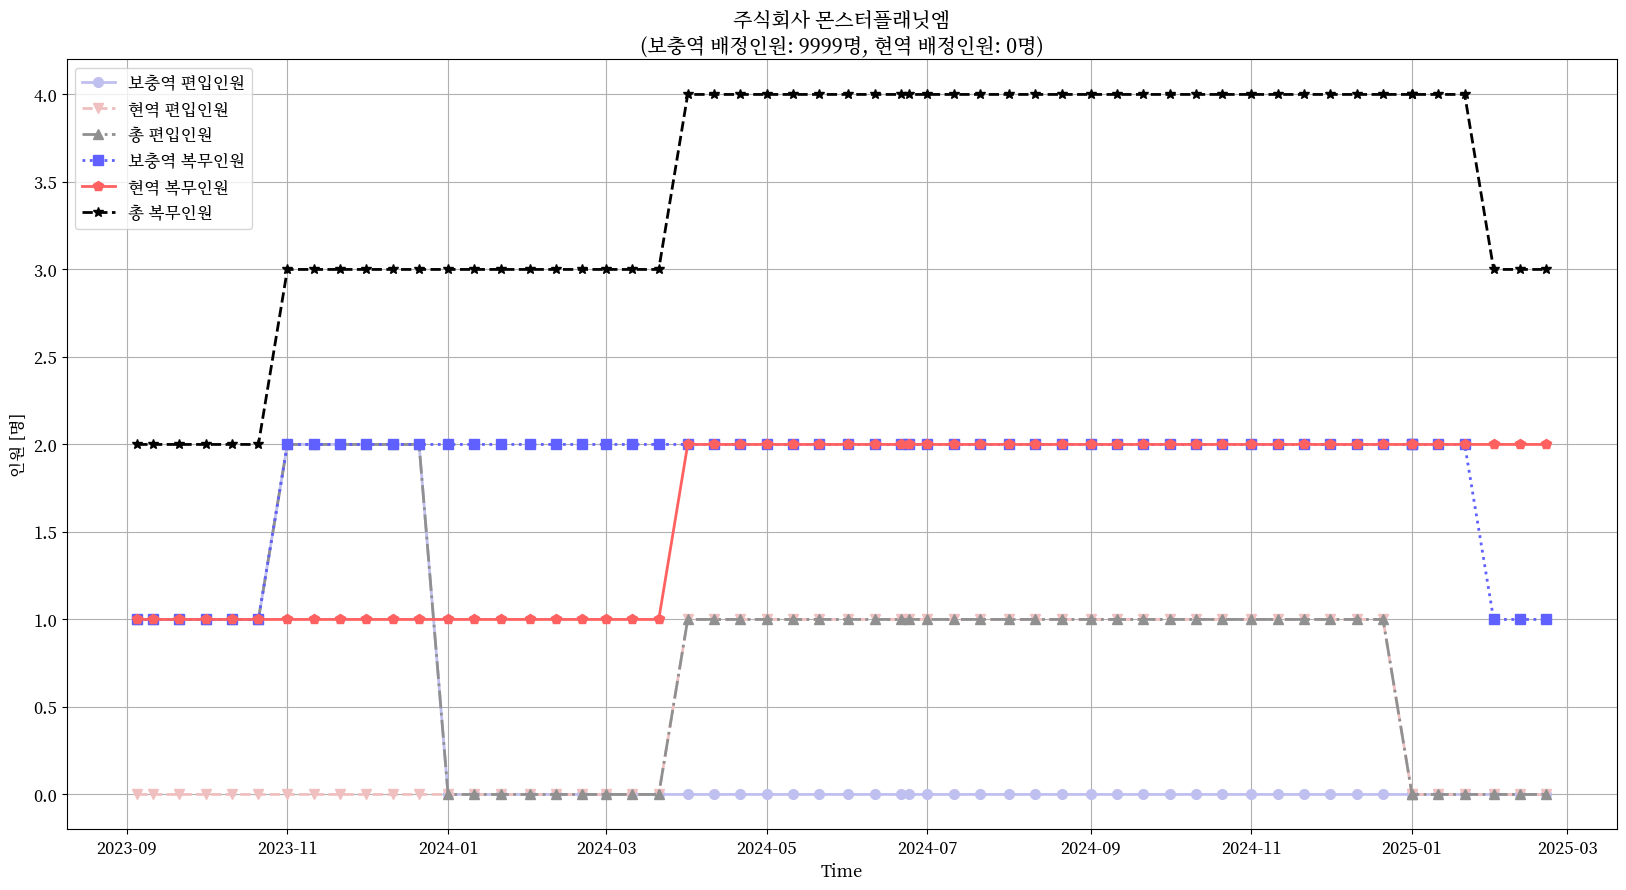 주식회사 몬스터플래닛엠
(보충역 배정인원: 9999명, 현역 배정인원: 0명)
보충역 편입인원
현역 편입인원
총 편입인원
보충역 복무인원
현역 복무인원
총 복무인원
4.0
3.5
3.0
2.5
2.0
1.5
1.0
0.5
0.0
인원 [명]
2023-09 2023-11 2024-01 2024-03 2024-05 2024-07 2024-09 2024-11 2025-01 2025-03
Time